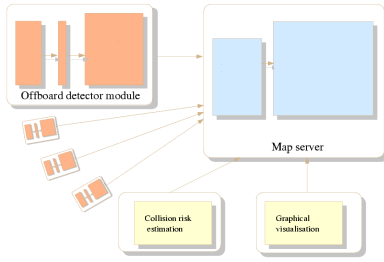 Offboard detector module
Map server
Collision risk
estimation
Graphical
visualisation